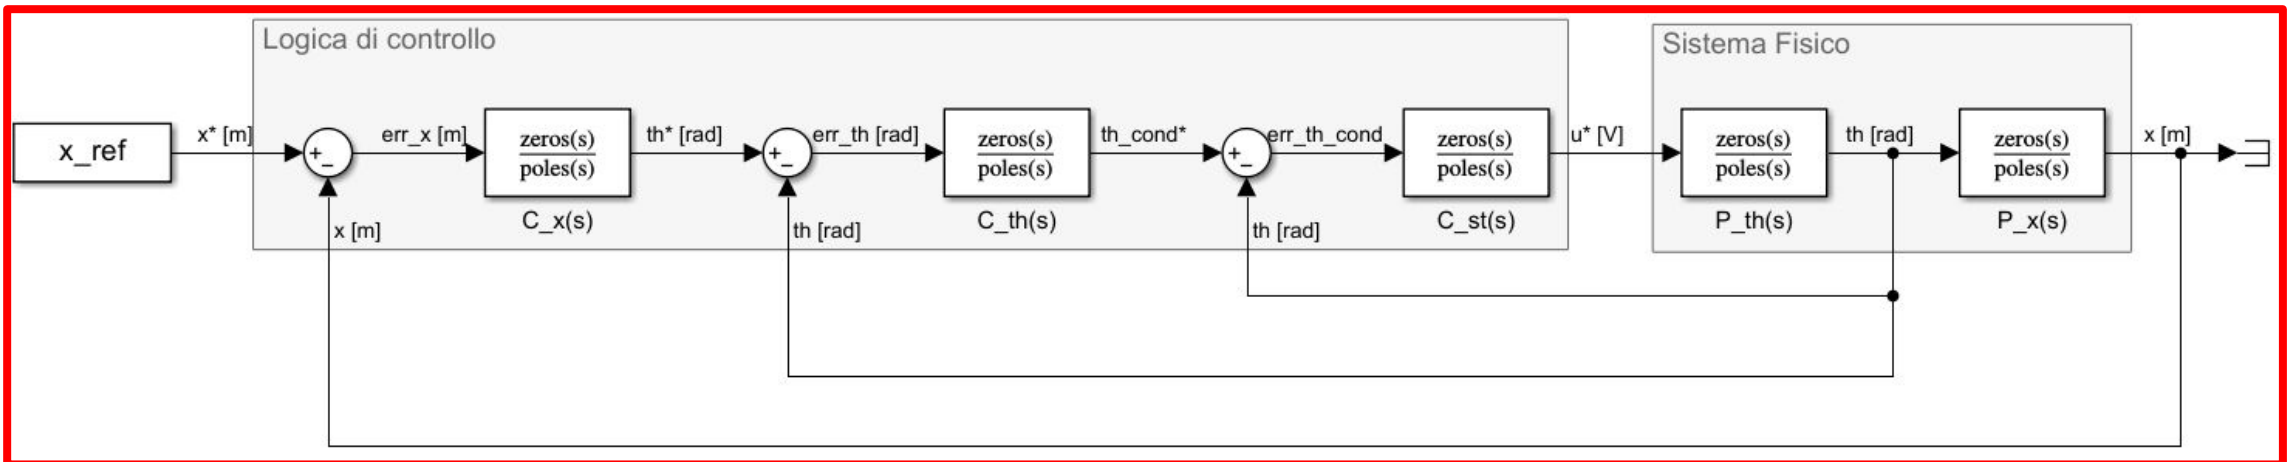 Logica di controllo
Sistema Fisico
x_ref
x* [m]
+
-
err_x [m]
zeros(s)
poles(s)
C_x(s)
th* [rad]
+
-
err_th [rad]
zeros(s)
poles(s)
C_th(s)
th_cond*
+
-
err_th_cond
zeros(s)
poles(s)
C_st(s)
u* [V]
zeros(s)
poles(s)
P_th(s)
th [rad]
zeros(s)
poles(s)
P_x(s)
x [m]
x [m]
th [rad]
th [rad]